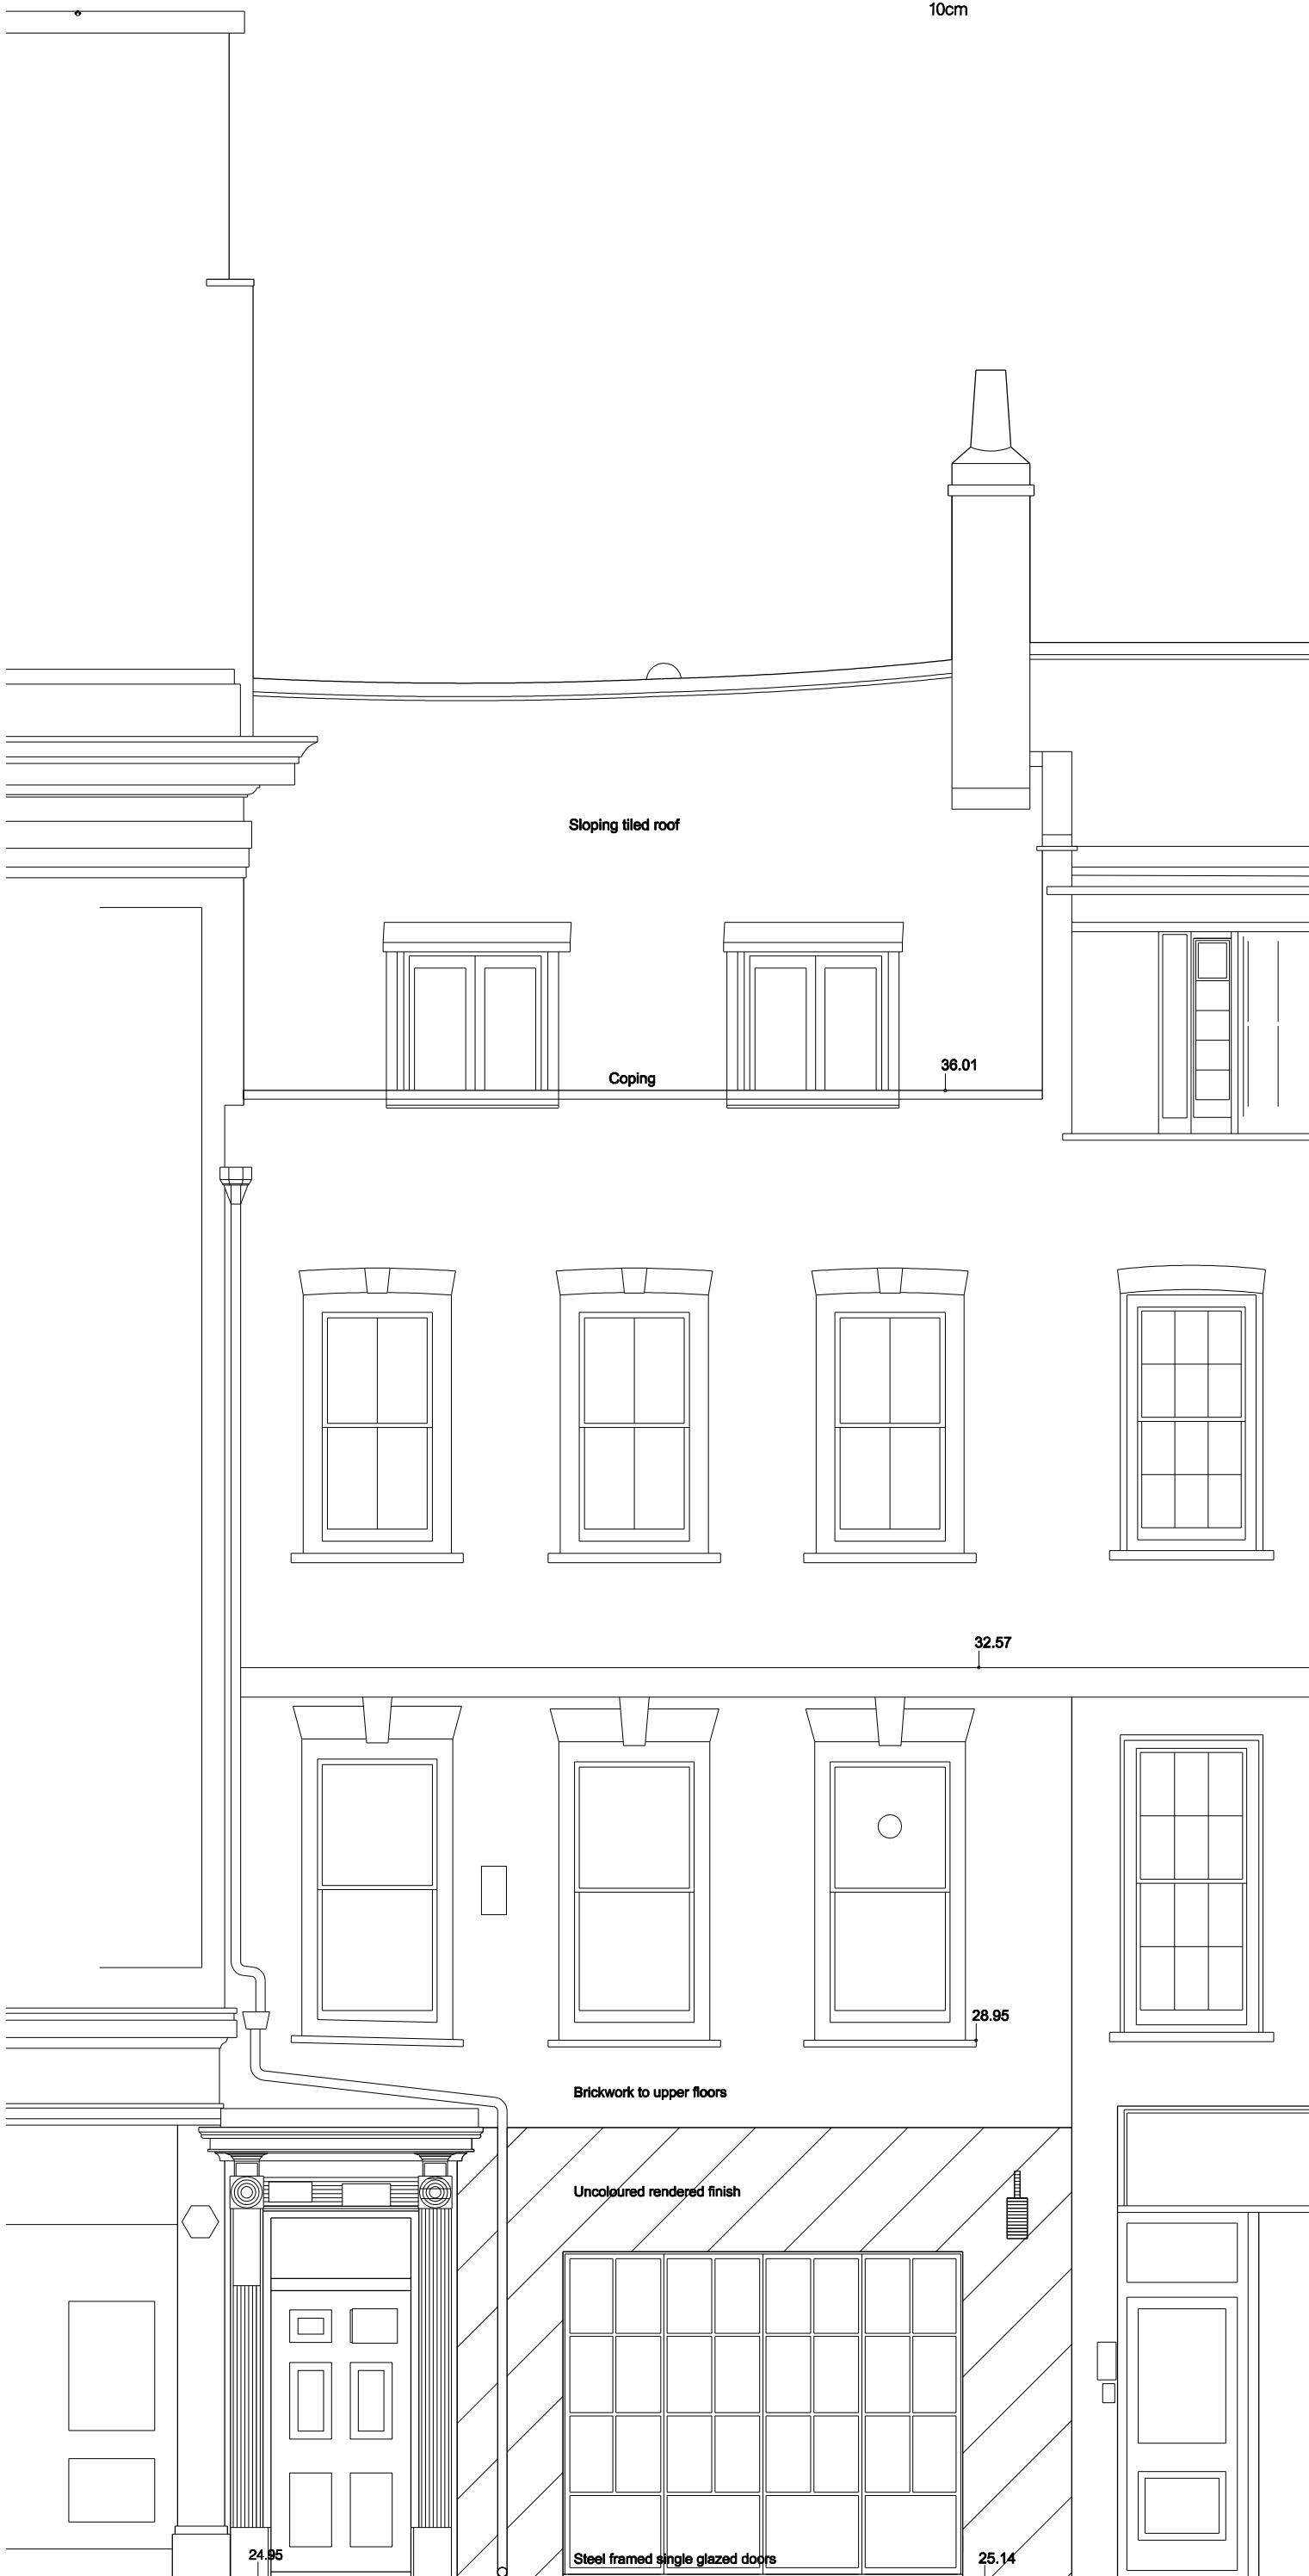 10cm
Sloping tiled roof
36.01
Coping
32.57
28.95
Brickwork to upper floors
Uncoloured rendered finish
24.95
Steel framed single glazed doors
25.14